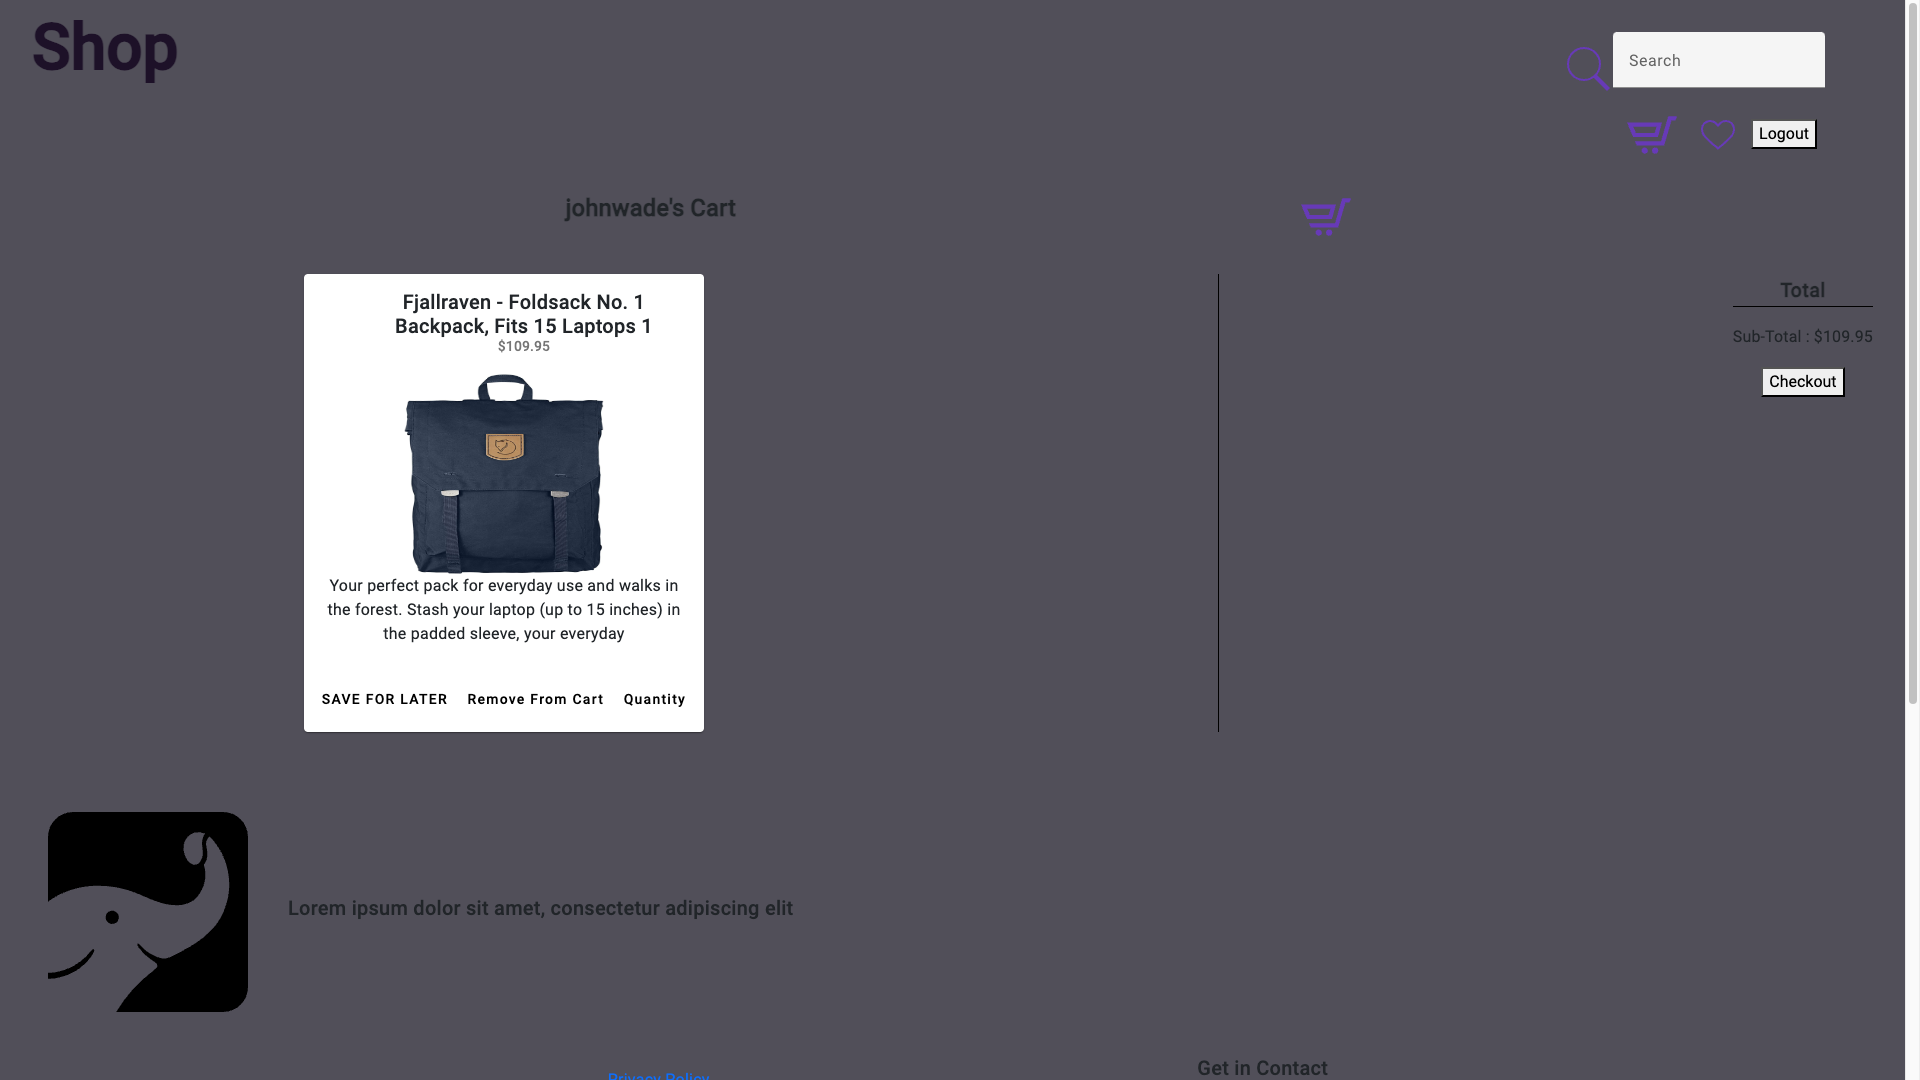 Shop
Search
Logout
johnwade's Cart
Fjallraven - Foldsack No. 1
Backpack, Fits 15 Laptops 1
$109.95
Your perfect pack for everyday use and walks in
the forest. Stash your laptop (up to 15 inches) in
the padded sleeve, your everyday
SAVE FOR LATER Remove From Cart Quantity
Total
Sub-Total : $109.95
Checkout
Lorem ipsum dolor sit amet, consectetur adipiscing elit
Get in Contact
Privacy Policy